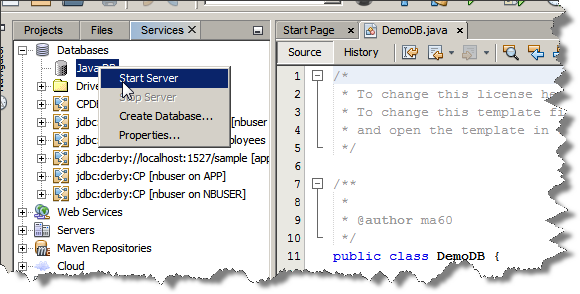 Projects Files Services
Databases
Java DB
Start Server
Stop Server
Create Database...
Properties...
Drive
CPD
jdbc: [nbuser
jdbc: ployees
jdbc:derby://localhost:1527/sample [app
jdbc:derby:CP [nbuser on APP]
jdbc:derby:CP [nbuser on NBUSER]
Web Services
Servers
Maven Repositories
Cloud
Start Page DemoDB.java
Source History
1 /*
2 * To change this license he
3 * To change this template fi
4 * and open the template in
5 */
6
7 /**
8 *
9 * @author ma60
10 */
11 public class DemoDB {